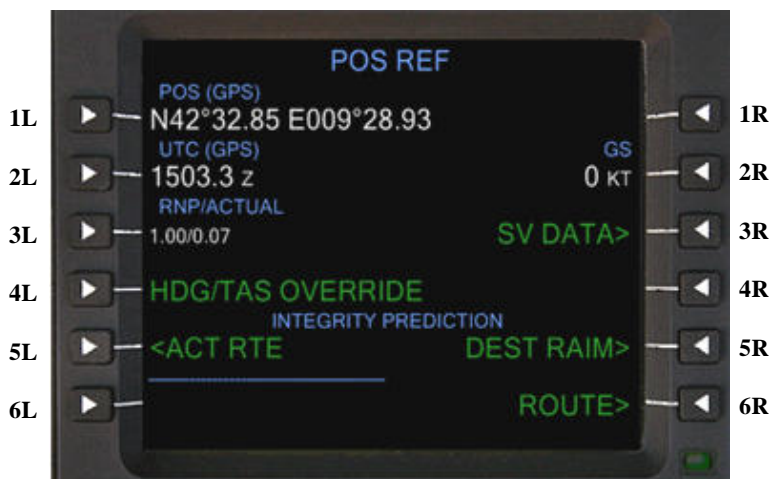 POS REF
POS (GPS)
1L N42°32.85 E009°28.93 1R
UTC (GPS) GS
2L 1503.3 Z 0 KT 2R
RNP/ACTUAL
3L 1.00/0.07 SV DATA> 3R
4L HDG/TAS OVERRIDE 4R
INTEGRITY PREDICTION
5L <ACT RTE DEST RAIM> 5R
6L ROUTE> 6R